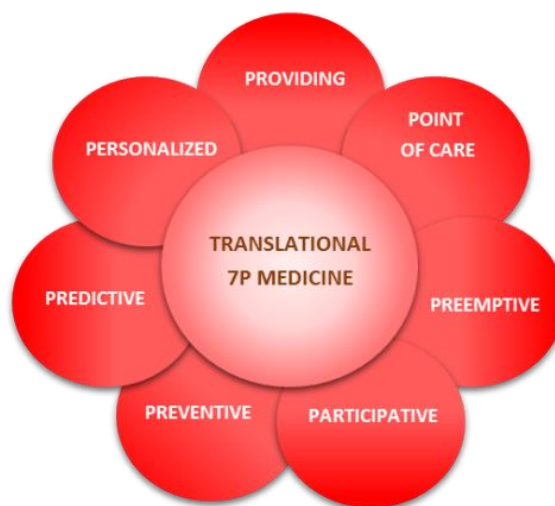 PROVIDING
POINT
OF CARE
PERSONALIZED
TRANSLATIONAL
7P MEDICINE
PREDICTIVE
PREEMPTIVE
PREVENTIVE
PARTICIPATIVE